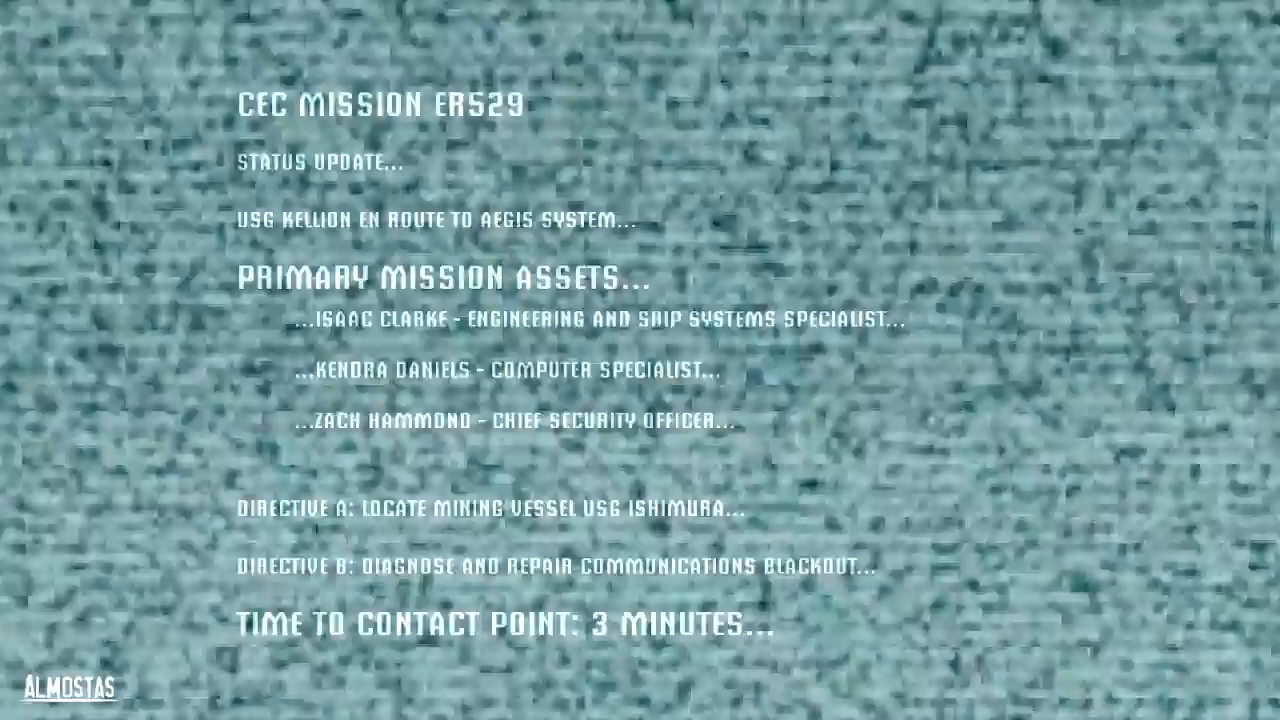 CEC MISSION ER529
STATUS UPDATE...
USG KELLION EN ROUTE TO AEGIS SYSTEM...
PRIMARY MISSION ASSETS...
...ISAAC CLARKE - ENGINEERING AND SHIP SYSTEMS SPECIALIST...
...KENDRA DANIELS - COMPUTER SPECIALIST...
...ZACH HAMMOND - CHIEF SECURITY OFFICER...
DIRECTIVE A: LOCATE MINING VESSEL USG ISHIMURA...
DIRECTIVE B: DIAGNOSE AND REPAIR COMMUNICATIONS BLACKOUT...
TIME TO CONTACT POINT: 3 MINUTES...
ALMOSTAS